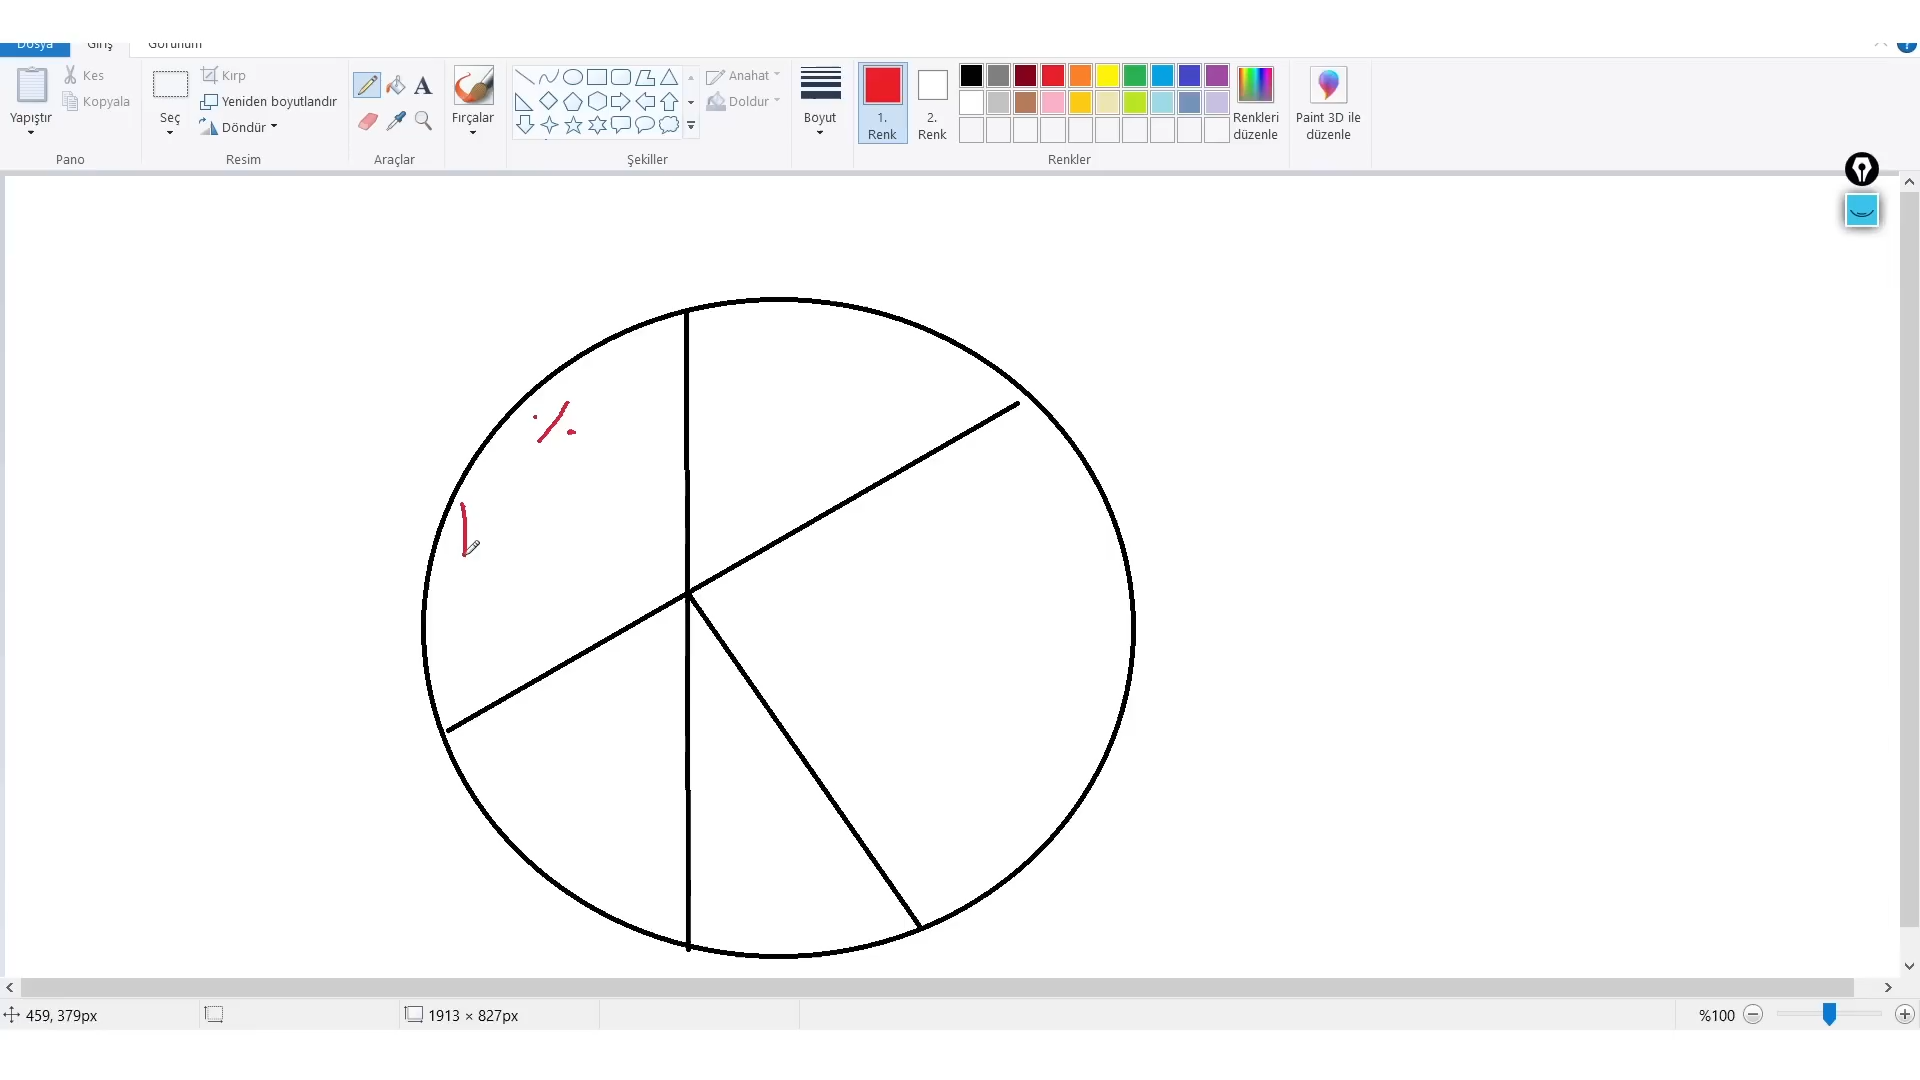 Dosya Giriş Görünüm
Yapıştır
Kes
Kopyala
Pano
Seç
Kırp
Yeniden boyutlandır
Döndür
Resim
A
Araçlar
Fırçalar
Şekiller
Anahat
Doldur
Boyut
1.
Renk
2.
Renk
Renkler
Renkleri
düzenle
Paint 3D ile
düzenle
%
1
459, 379px
1913 × 827px
%100